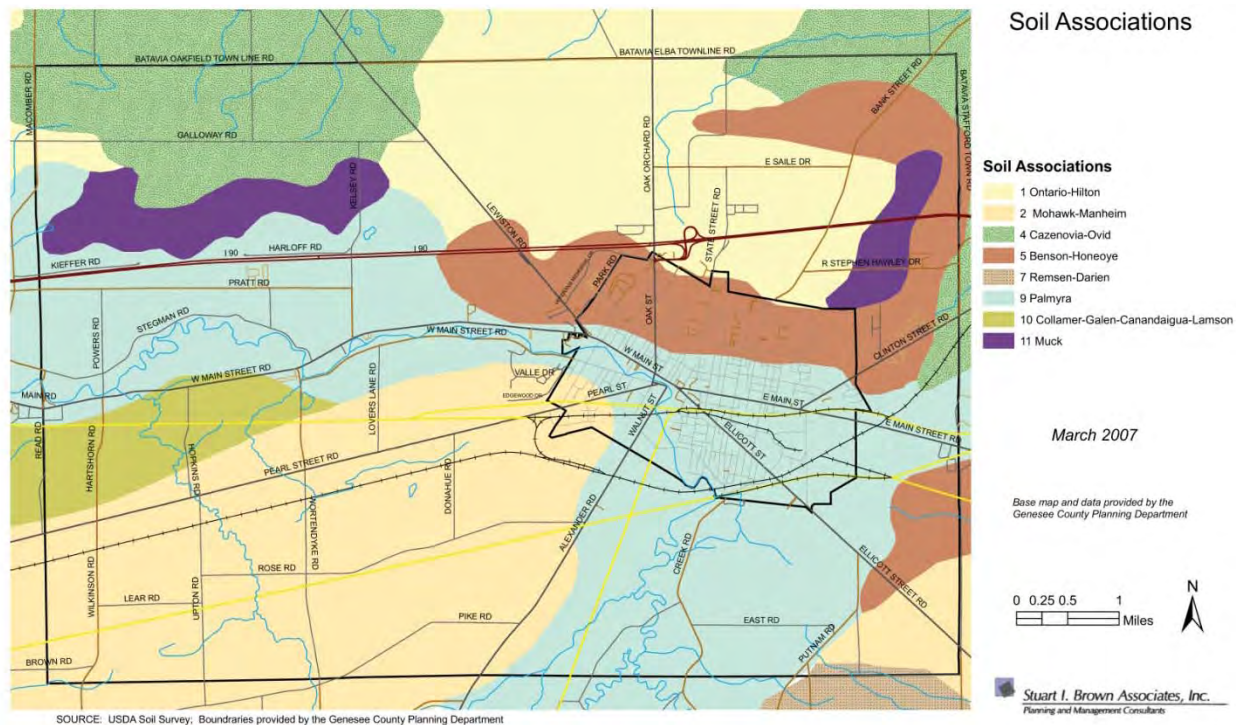 Soil Associations
BATAVIA OAKFIELD TOWN LINE RD
BATAVIA ELBA TOWNLINE RD
MACOMBER RD
BANK STREET RD
BATAVIA STAFFORD TOWN RD
GALLOWAY RD
KELSEY RD
OAK ORCHARD RD
E SAILE DR
LEWISTON RD
STATE STREET RD
Soil Associations
1 Ontario-Hilton
2 Mohawk-Manheim
4 Cazenovia-Ovid
5 Benson-Honeoye
7 Remsen-Darien
9 Palmyra
10 Collamer-Galen-Canandaigua-Lamson
11 Muck
KIEFFER RD
HARLOFF RD
I 90
I 90
PARK RD
R STEPHEN HAWLEY DR
PRATT RD
OAK ST
STEGMAN RD
POWERS RD
W MAIN STREET RD
CLINTON STREET RD
W MAIN ST
W MAIN STREET RD
LOVERS LANE RD
VALLE DR
EDGEWOOD DR
PEARL ST
WALNUT ST
E MAIN ST
E MAIN STREET RD
MAIN RD
READ RD
HARTSHORN RD
HOPKINS RD
PEARL STREET RD
DONAHUE RD
ELLICOTT ST
March 2007
WORTENDYKE RD
ALEXANDER RD
Base map and data provided by the
Genesee County Planning Department
WILKINSON RD
UPTON RD
ROSE RD
LEAR RD
CREEK RD
ELLICOTT STREET RD
PIKE RD
EAST RD
PUTNAM RD
BROWN RD
N
0 0.25 0.5 1
Miles
Stuart I. Brown Associates, Inc.
Planning and Management Consultants
SOURCE: USDA Soil Survey; Boundaries provided by the Genesee County Planning Department